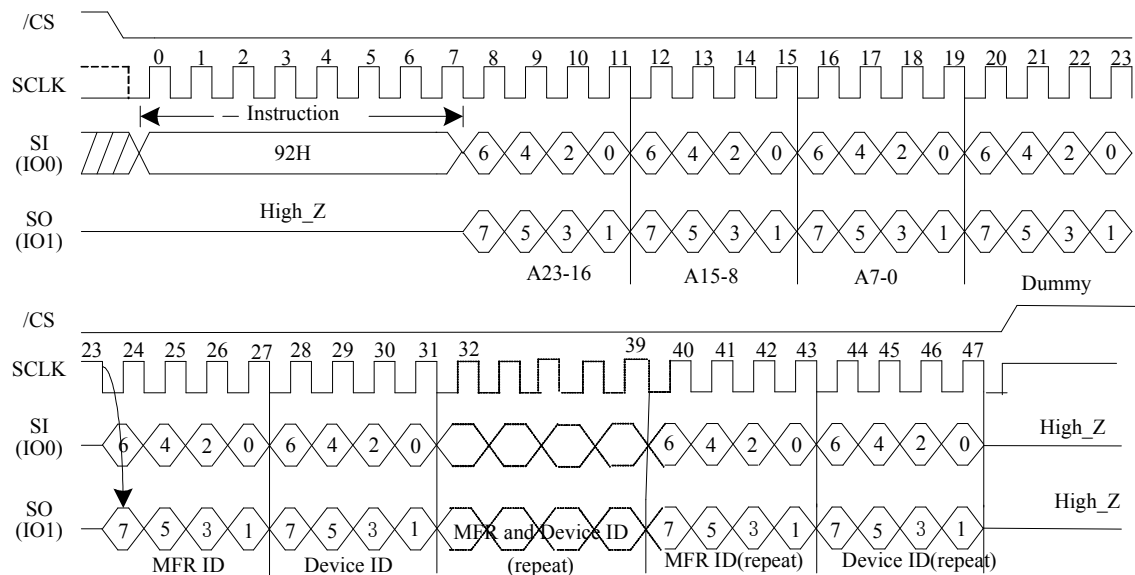 /CS
0 1 2 3 4 5 6 7 8 9 10 11 12 13 14 15 16 17 18 19 20 21 22 23
SCLK
Instruction
SI
(IO0)
92H
6 4 2 0 6 4 2 0 6 4 2 0 6 4 2 0
SO
(IO1)
High_Z
7 5 3 1 7 5 3 1 7 5 3 1 7 5 3 1
A23-16 A15-8 A7-0 Dummy
/CS
23 24 25 26 27 28 29 30 31 32 39 40 41 42 43 44 45 46 47
SCLK
SI
(IO0)
6 4 2 0 6 4 2 0 6 4 2 0 6 4 2 0
High_Z
SO
(IO1)
7 5 3 1 7 5 3 1 MFR and Device ID 7 5 3 1 7 5 3 1
High_Z
MFR ID Device ID (repeat) MFR ID(repeat) Device ID(repeat)